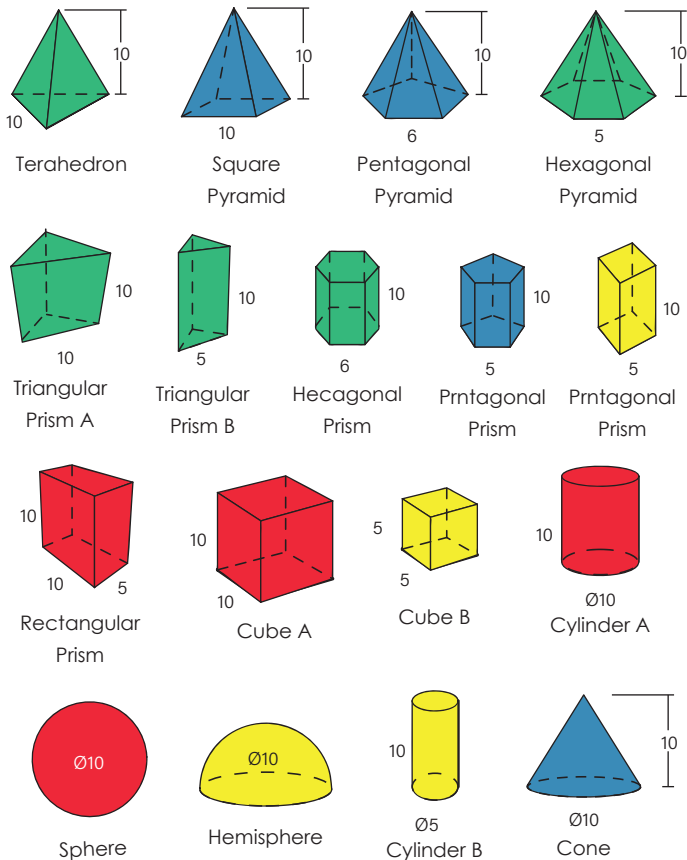 10 10 10 10
10
10 6 5
Terahedron Square Pentagonal Hexagonal
Pyramid Pyramid Pyramid
10 10 10 10 10
10 5 6 5 5
Triangular Triangular Hecagonal Prntagonal Prntagonal
Prism A Prism B Prism Prism Prism
10 10 5 10
10 5 10 5
Ø10
Rectangular Cube A Cube B Cylinder A
Prism
Ø10 Ø10 10 10
Ø5 Ø10
Sphere Hemisphere Cylinder B Cone